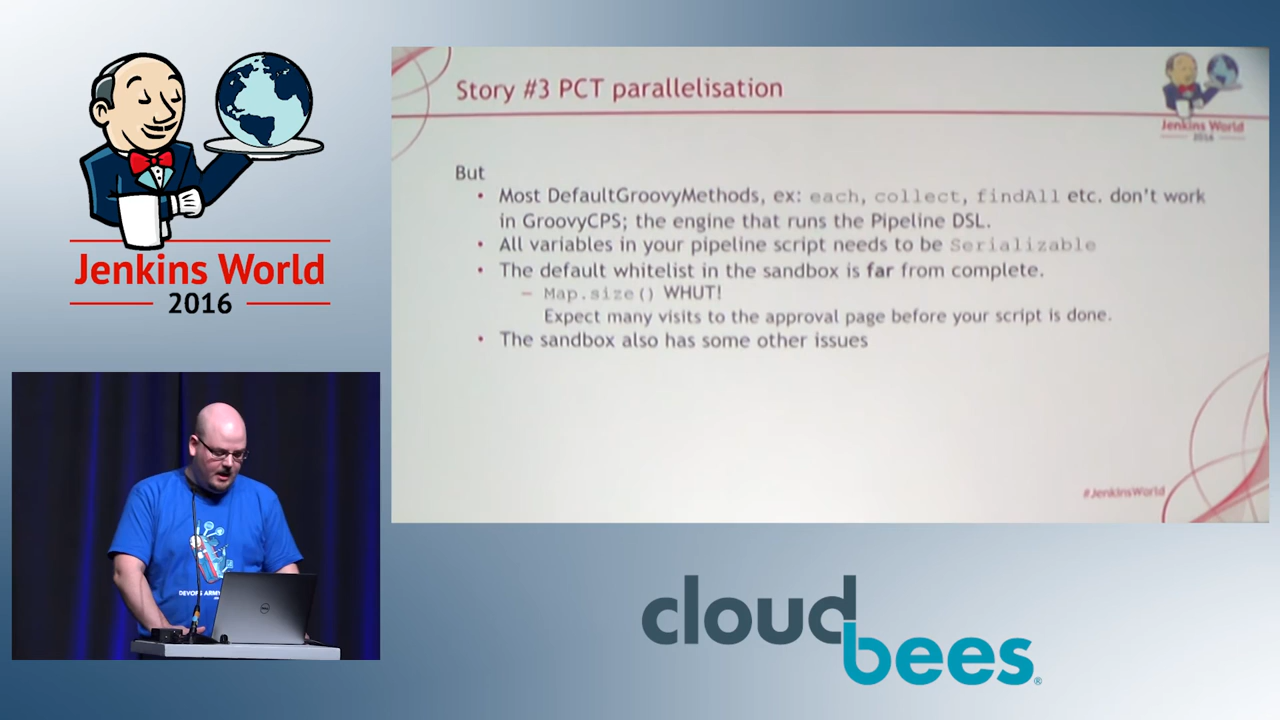 Jenkins World
2016
Story #3 PCT parallelisation
Jenkins World
2016
But
• Most DefaultGroovyMethods, ex: each, collect, findAll etc. don't work
in GroovyCPS; the engine that runs the Pipeline DSL.
• All variables in your pipeline script needs to be Serializable
• The default whitelist in the sandbox is far from complete.
– Map.size() WHUT!
Expect many visits to the approval page before your script is done.
• The sandbox also has some other issues
#JenkinsWorld
DEVOPS ARMY
DELL
cloud
bees®